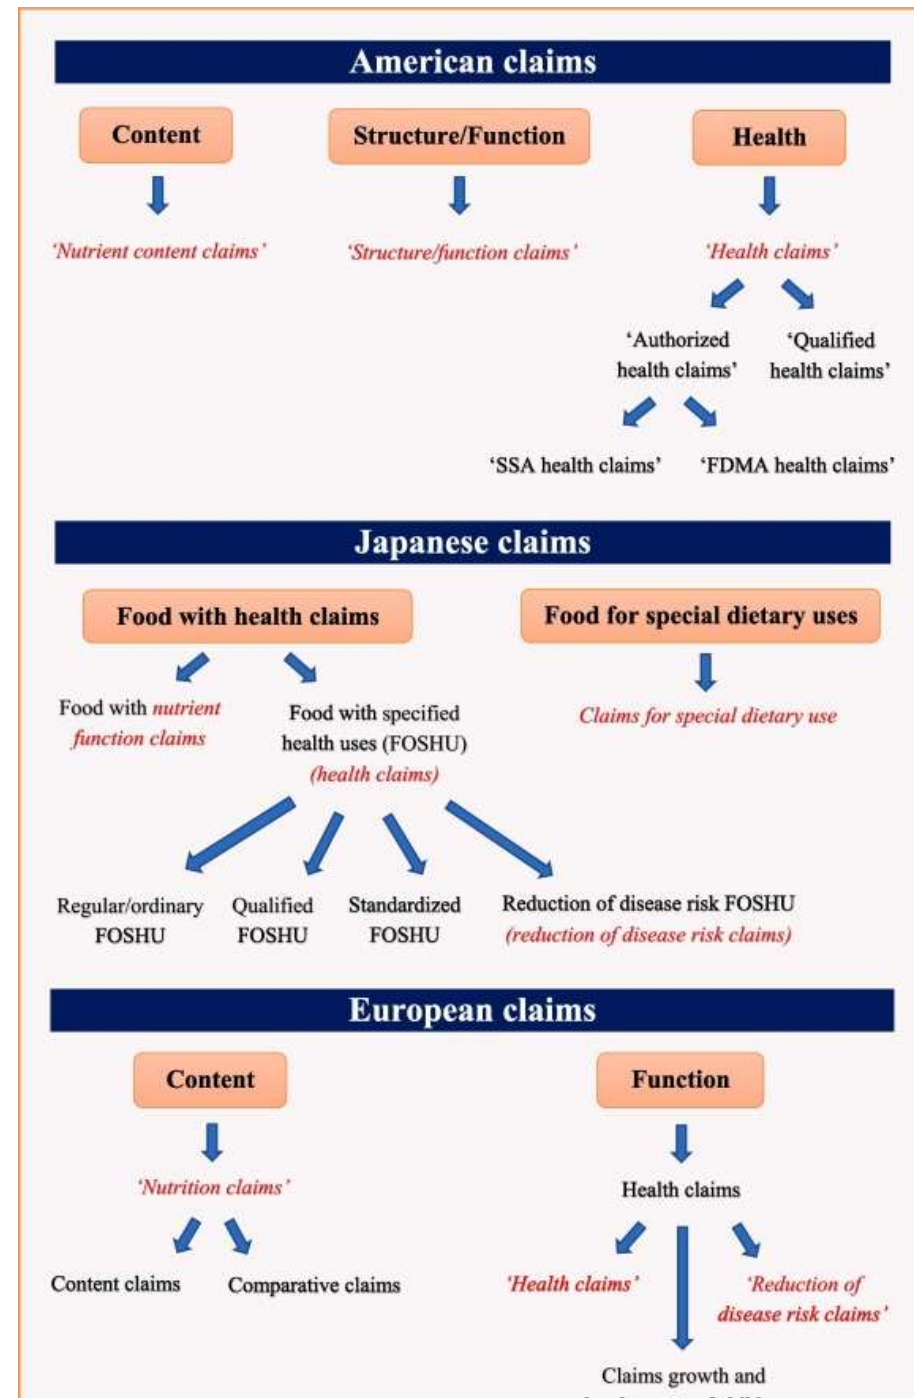 American claims
Content
Structure/Function
Health
‘Nutrient content claims’
‘Structure/function claims’
‘Health claims’
‘Authorized
health claims’
‘Qualified
health claims’
‘SSA health claims’
‘FDMA health claims’
Japanese claims
Food with health claims
Food for special dietary uses
Food with nutrient
function claims
Food with specified
health uses (FOSHU)
(health claims)
Claims for special dietary use
Regular/ordinary
FOSHU
Qualified
FOSHU
Standardized
FOSHU
Reduction of disease risk FOSHU
(reduction of disease risk claims)
European claims
Content
Function
‘Nutrition claims’
Health claims
Content claims
Comparative claims
‘Health claims’
‘Reduction of
disease risk claims’
Claims growth and